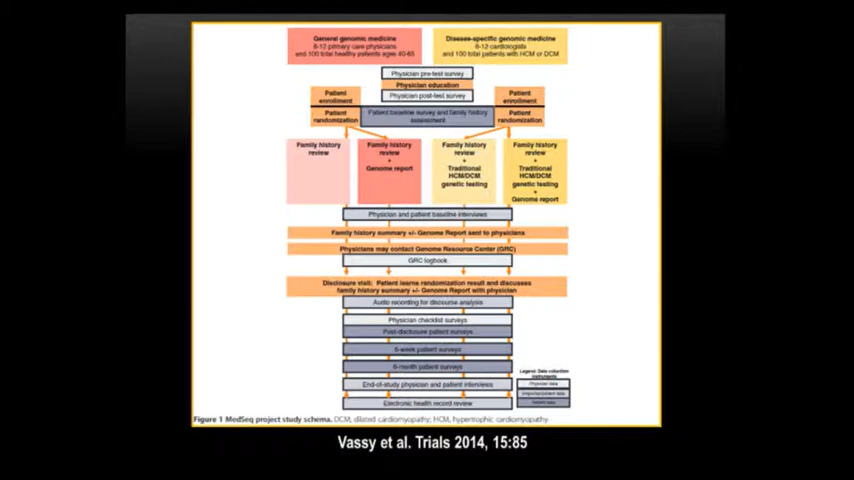 General genomic medicine
8-12 primary care physicians
and 100 total healthy patients ages 40-65
Disease-specific genomic medicine
8-12 cardiologists
and 100 total patients with HCM or DCM
Physician pre-test survey
Physician education
Physician post-test survey
Patient
enrollment
Patient
enrollment
Patient
randomization
Patient baseline survey and family history
assessment
Patient
randomization
Family history
review
Family history
review
+
Genome report
Family history
review
+
Traditional
HCM/DCM
genetic testing
Family history
review
+
Traditional
HCM/DCM
genetic testing
+
Genome report
Physician and patient baseline interviews
Family history summary +/- Genome Report sent to physicians
Physicians may contact Genome Resource Center (GRC)
GRC logbook
Disclosure visit: Patient learns randomization result and discusses
family history summary +/- Genome Report with physician
Audio recording for discourse analysis
Physician checklist surveys
Post-disclosure patient surveys
6-week patient surveys
6-month patient surveys
End-of-study physician and patient interviews
Electronic health record review
Legend: Data collection
instruments
Physician data
Physician/patient data
Patient data
Figure 1 MedSeq project study schema. DCM, dilated cardiomyopathy; HCM, hypertrophic cardiomyopathy.
Vassy et al. Trials 2014, 15:85